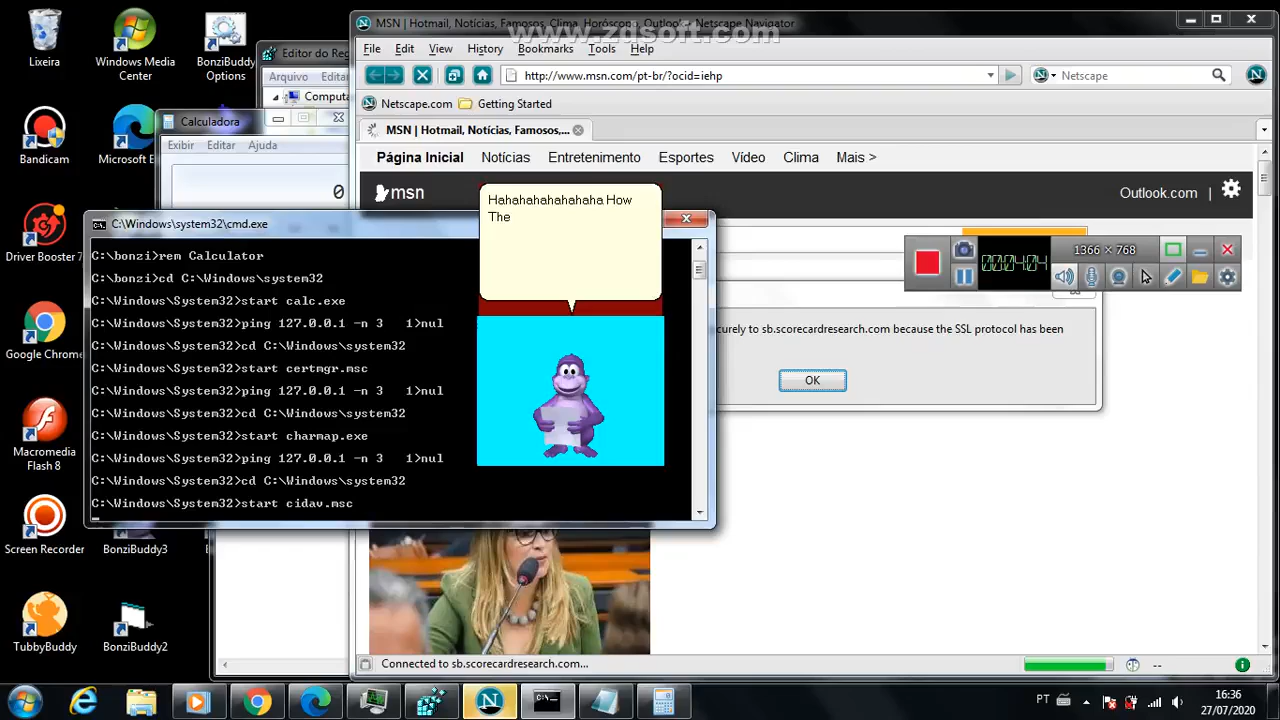 Lixeira
Windows Media
Center
BonziBuddy
Options
Bandicam
Microsoft E
Driver Booster 7
Google Chrome
Macromedia
Flash 8
Screen Recorder
BonziBuddy3
TubbyBuddy
BonziBuddy2
Editor do Re
Arquivo Editar
Computa
Calculadora
Exibir Editar Ajuda
0
MSN | Hotmail, Notícias, Famosos, Clima, Horóscopo, Outlook - Netscape Navigator
www.zdsoft.com
File Edit View History Bookmarks Tools Help
http://www.msn.com/pt-br/?ocid=iehp
Netscape
Netscape.com Getting Started
MSN | Hotmail, Notícias, Famosos,...
Página Inicial Notícias Entretenimento Esportes Vídeo Clima Mais >
msn
Outlook.com
C:\Windows\system32\cmd.exe
C:\bonzi>rem Calculator
C:\bonzi>cd C:\Windows\system32
C:\Windows\System32>start calc.exe
C:\Windows\System32>ping 127.0.0.1 -n 3 1>nul
C:\Windows\System32>cd C:\Windows\system32
C:\Windows\System32>start certmgr.msc
C:\Windows\System32>ping 127.0.0.1 -n 3 1>nul
C:\Windows\System32>cd C:\Windows\system32
C:\Windows\System32>start charmap.exe
C:\Windows\System32>ping 127.0.0.1 -n 3 1>nul
C:\Windows\System32>cd C:\Windows\system32
C:\Windows\System32>start cidav.msc
Hahahahahahahaha How
The
1366 × 768
000404
curely to sb.scorecardresearch.com because the SSL protocol has been
OK
Connected to sb.scorecardresearch.com...
--
PT
16:36
27/07/2020